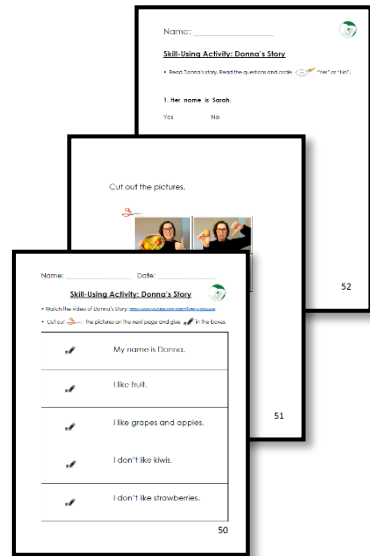 Name: ____________________
Skill-Using Activity: Donna's Story
• Read Donna's story. Read the questions and circle "Yes" or "No".
1. Her name is Sarah.
Yes No
52
Cut out the pictures.
51
Name: ________________ Date: ______________
Skill-Using Activity: Donna's Story
• Watch the video of Donna's Story:
• Cut out the pictures on the next page and glue in the boxes.
My name is Donna.
I like fruit.
I like grapes and apples.
I don't like kiwis.
I don't like strawberries.
50